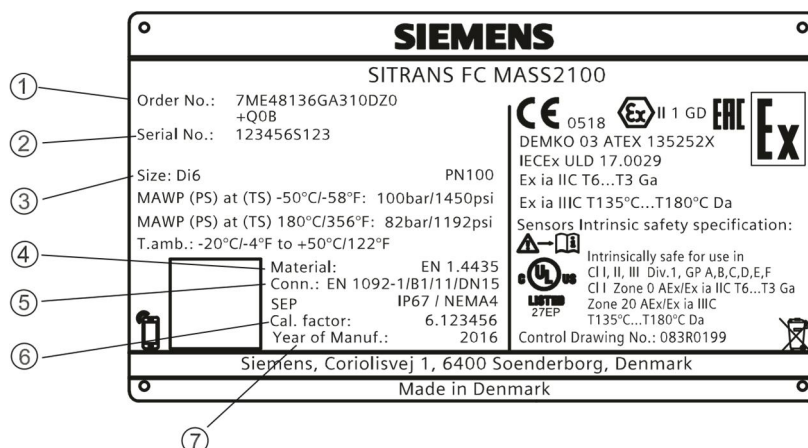 SIEMENS
SITRANS FC MASS2100
①
Order No.: 7ME48136GA310DZ0
+Q0B
②
Serial No.: 123456S123
③
Size: Di6 PN100
MAWP (PS) at (TS) -50°C/-58°F: 100bar/1450psi
MAWP (PS) at (TS) 180°C/356°F: 82bar/1192psi
T.amb.: -20°C/-4°F to +50°C/122°F
④
Material: EN 1.4435
⑤
Conn.: EN 1092-1/B1/11/DN15
SEP IP67 / NEMA4
⑥
Cal. factor: 6.123456
Year of Manuf.: 2016
⑦
CE 0518 Ex II 1 GD EAC Ex
DEMKO 03 ATEX 135252X
IECEx ULD 17.0029
Ex ia IIC T6...T3 Ga
Ex ia IIIC T135°C...T180°C Da
Sensors Intrinsic safety specification:
i
C UL US
LISTED
27EP
Intrinsically safe for use in
Cl I, II, III Div.1, GP A,B,C,D,E,F
Cl I Zone 0 AEx/Ex ia IIC T6...T3 Ga
Zone 20 AEx/Ex ia IIIC
T135°C...T180°C Da
Control Drawing No.: 083R0199
Siemens, Coriolisvej 1, 6400 Soenderborg, Denmark
Made in Denmark